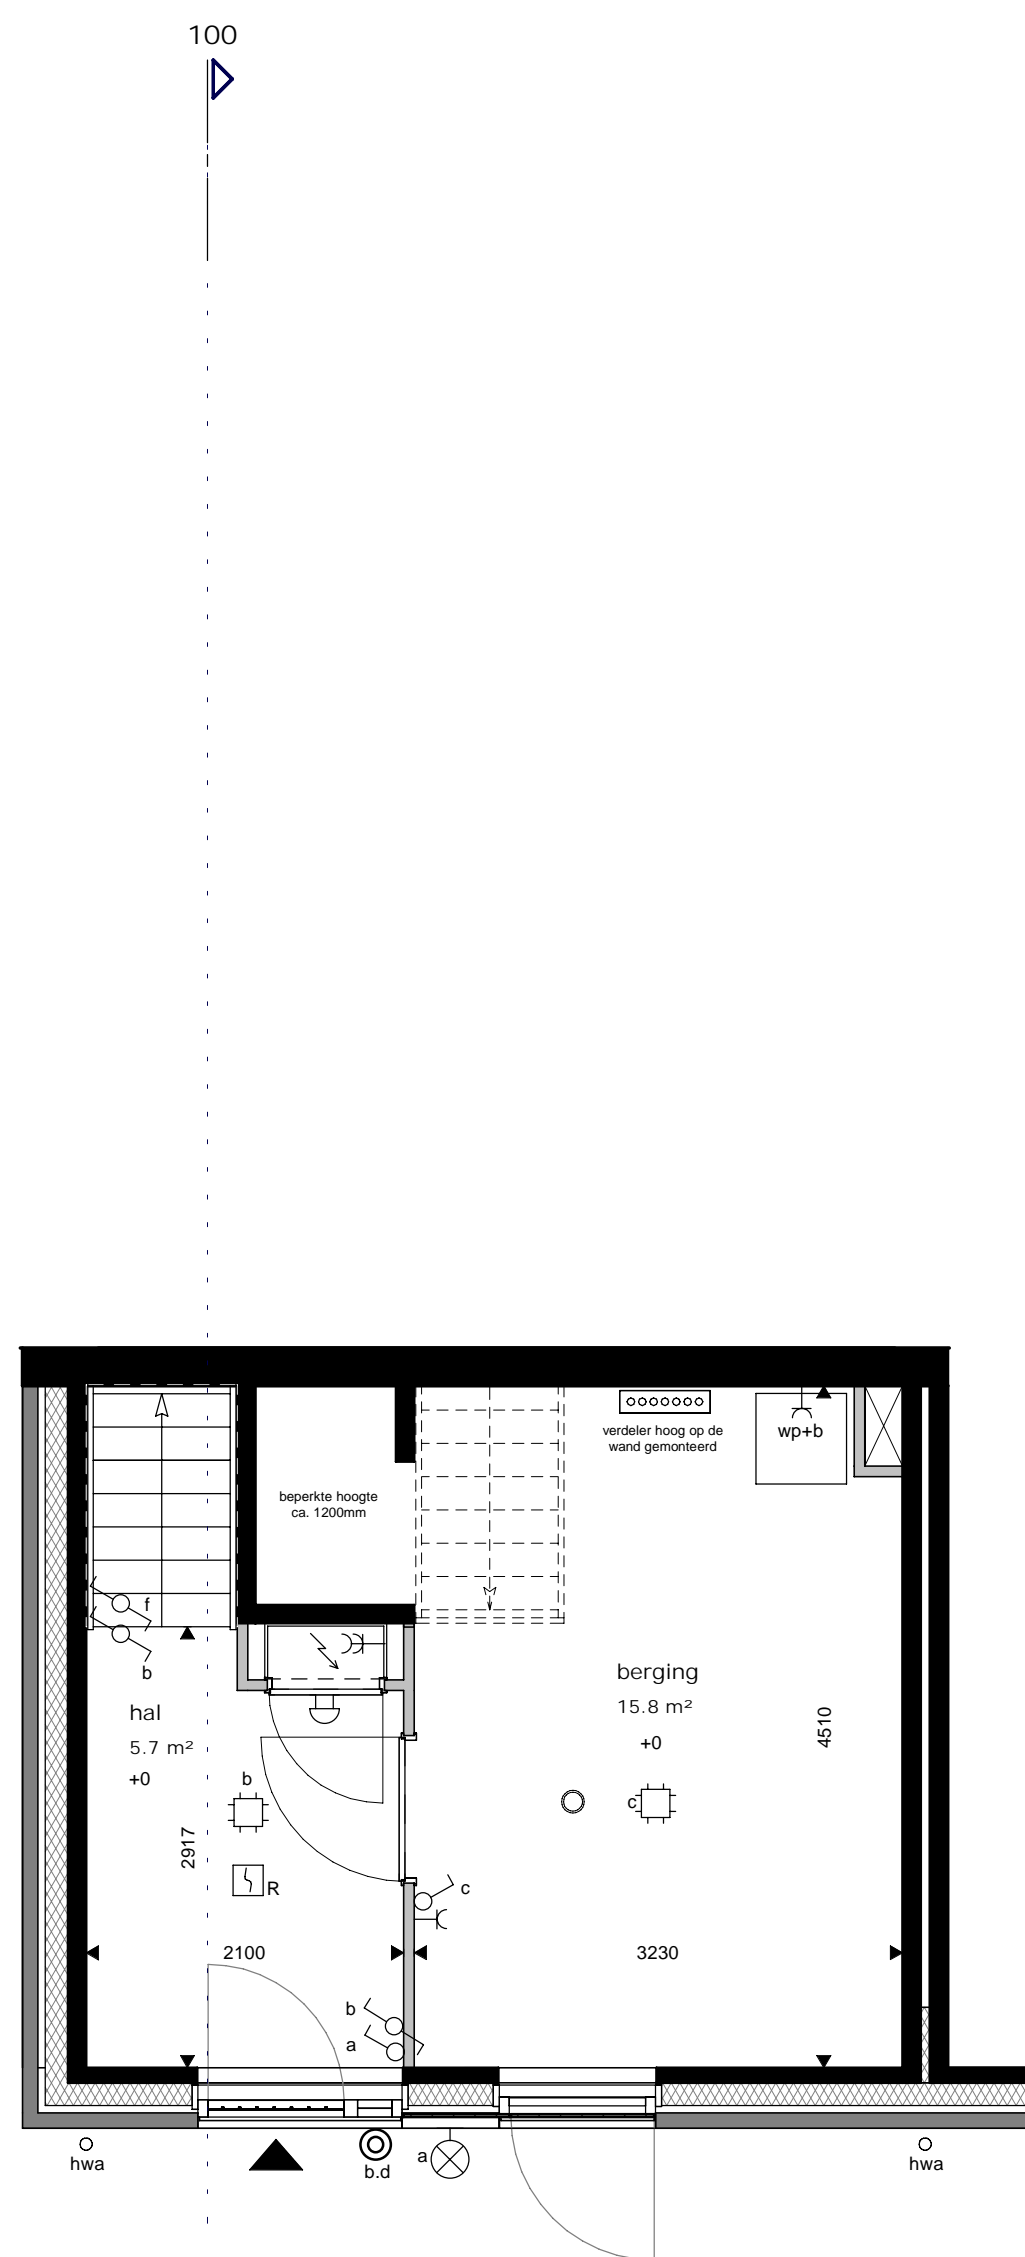 100
verdeler hoog op de
wand gemonteerd
wp+b
beperkte hoogte
ca. 1200mm
f
b
hal
5.7 m²
+0
berging
15.8 m²
+0
4510
b
c
2917
R
c
2100
3230
b
a
hwa
b.d
a
hwa